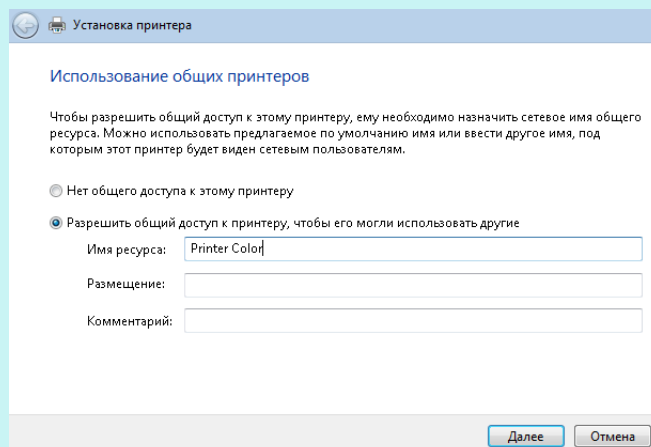 Установка принтера
Использование общих принтеров
Чтобы разрешить общий доступ к этому принтеру, ему необходимо назначить сетевое имя общего
ресурса. Можно использовать предлагаемое по умолчанию имя или ввести другое имя, под
которым этот принтер будет виден сетевым пользователям.
Нет общего доступа к этому принтеру
Разрешить общий доступ к принтеру, чтобы его могли использовать другие
Имя ресурса: Printer Color
Размещение:
Комментарий:
Далее Отмена